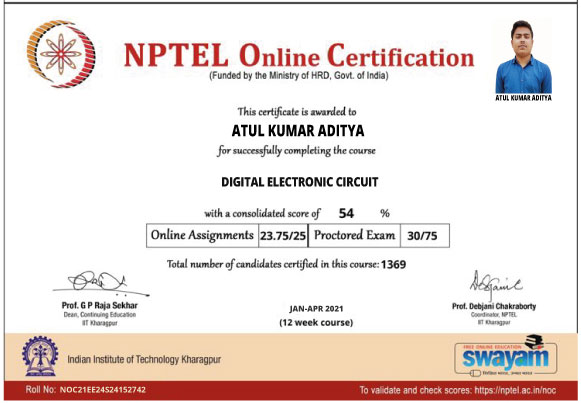 NPTEL Online Certification
(Funded by the Ministry of HRD, Govt. of India)
ATUL KUMAR ADITYA
This certificate is awarded to
ATUL KUMAR ADITYA
for successfully completing the course
DIGITAL ELECTRONIC CIRCUIT
with a consolidated score of 54 %
Online Assignments 23.75/25 Proctored Exam 30/75
Total number of candidates certified in this course: 1369
Prof. G P Raja Sekhar
Dean, Continuing Education
IIT Kharagpur
JAN-APR 2021
(12 week course)
Prof. Debjani Chakraborty
Coordinator, NPTEL
IIT Kharagpur
Indian Institute of Technology Kharagpur
FREE ONLINE EDUCATION
swayam
शिक्षित भारत, उन्नत भारत
Roll No: NOC21EE24S24152742
To validate and check scores: https://nptel.ac.in/noc